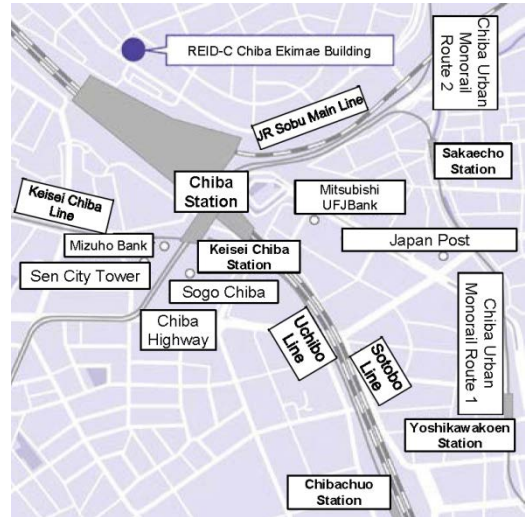 REID-C Chiba Ekimae Building
Chiba Urban
Monorail
Route 2
JR Sobu Main Line
Sakaecho
Station
Chiba
Station
Mitsubishi
UFJBank
Keisei Chiba
Line
Mizuho Bank
Keisei Chiba
Station
Japan Post
Sen City Tower
Sogo Chiba
Chiba
Highway
Uchibo
Line
Sotobo
Line
Chiba Urban
Monorail Route 1
Yoshikawakoen
Station
Chibachuo
Station